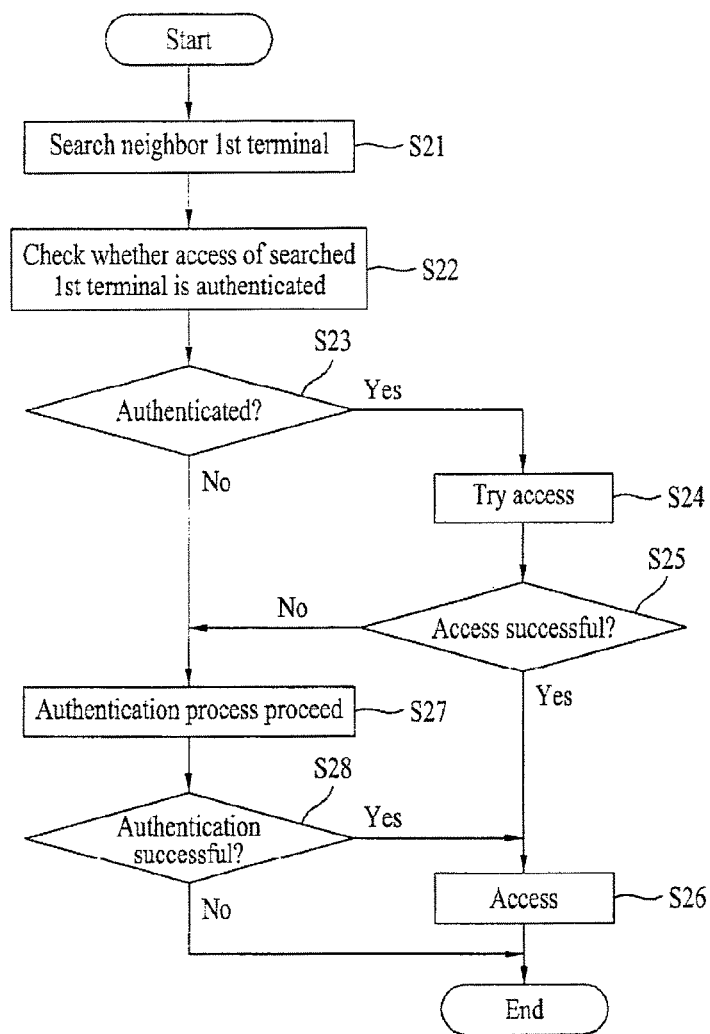 Start
Search neighbor 1st terminal
S21
Check whether access of searched
1st terminal is authenticated
S22
S23
Authenticated?
Yes
No
Try access
S24
S25
Access successful?
No
Yes
Authentication process proceed
S27
S28
Authentication
successful?
Yes
No
Access
S26
End